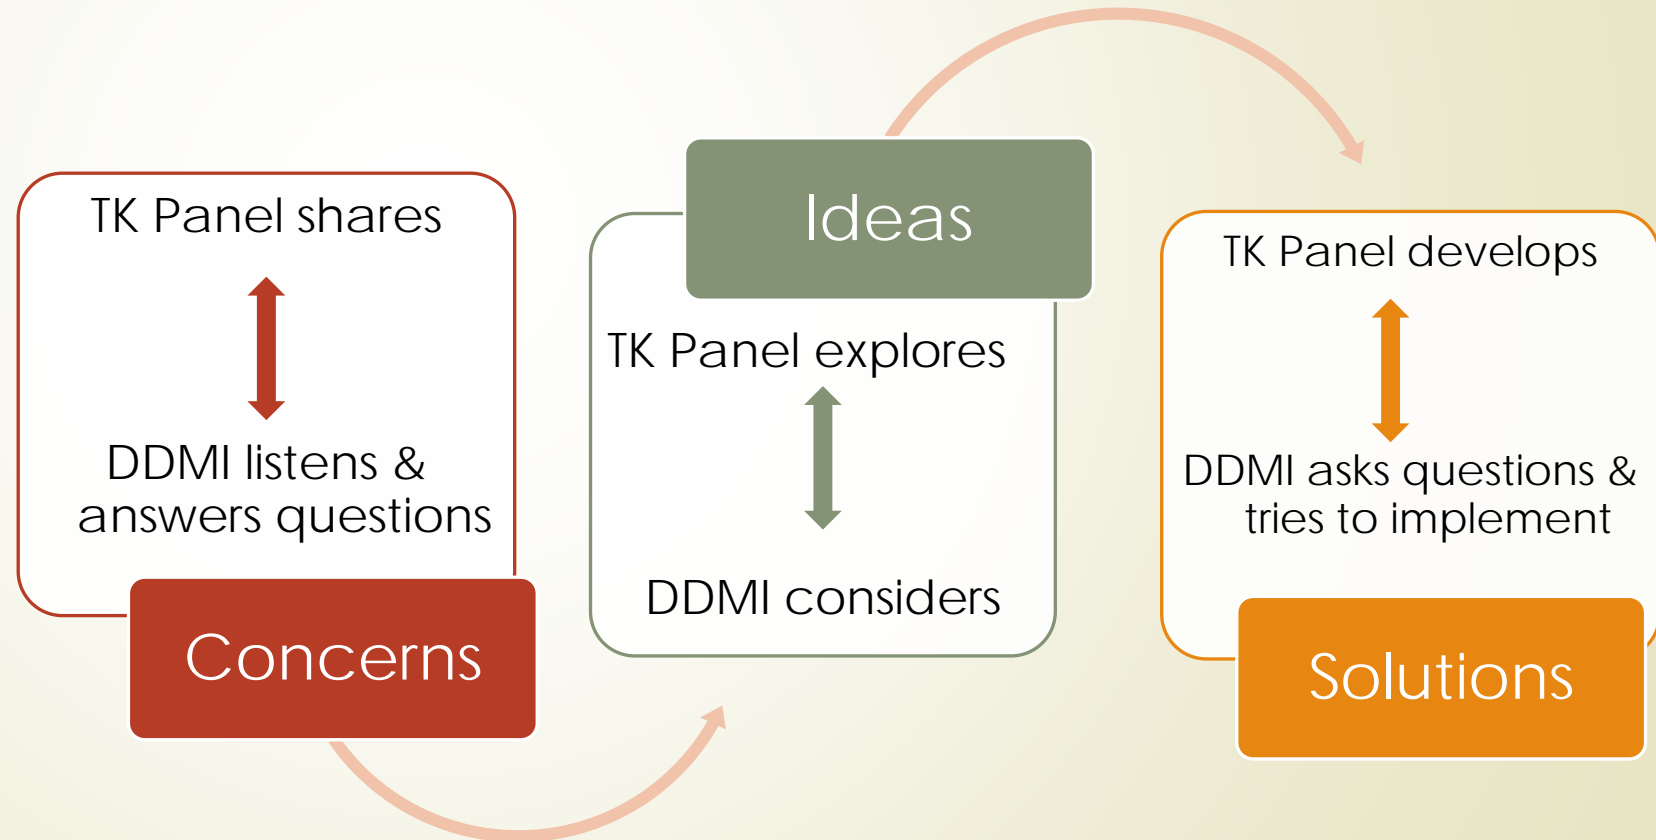 TK Panel shares
DDMI listens &
answers questions
Concerns
Ideas
TK Panel explores
DDMI considers
TK Panel develops
DDMI asks questions &
tries to implement
Solutions